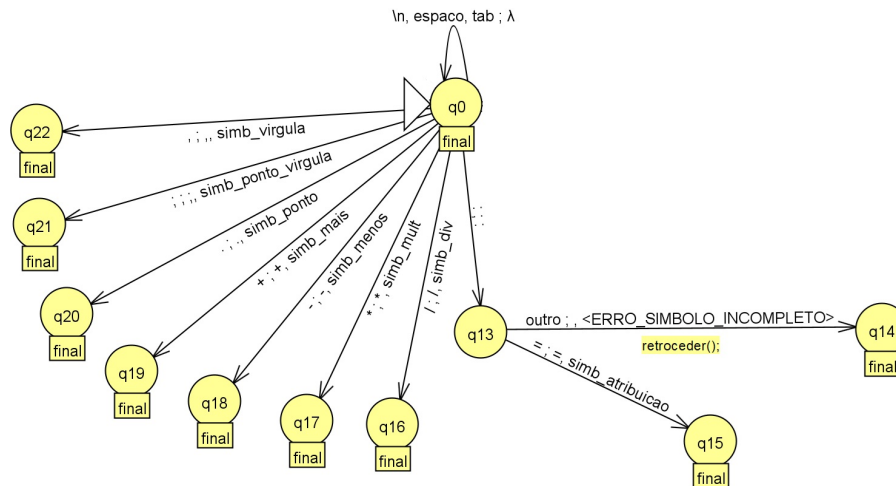 \n, espaco, tab ; λ
q0
final
q22
final
, ; ,, simb_virgula
q21
final
; ; ;, simb_ponto_virgula
q20
final
. ; ., simb_ponto
q19
final
+ ; +, simb_mais
q18
final
- ; -, simb_menos
q17
final
* ; *, simb_mult
q16
final
/ ; /, simb_div
: ; :
q13
outro ; , <ERRO_SIMBOLO_INCOMPLETO>
retroceder();
q14
final
= ; =, simb_atribuicao
q15
final